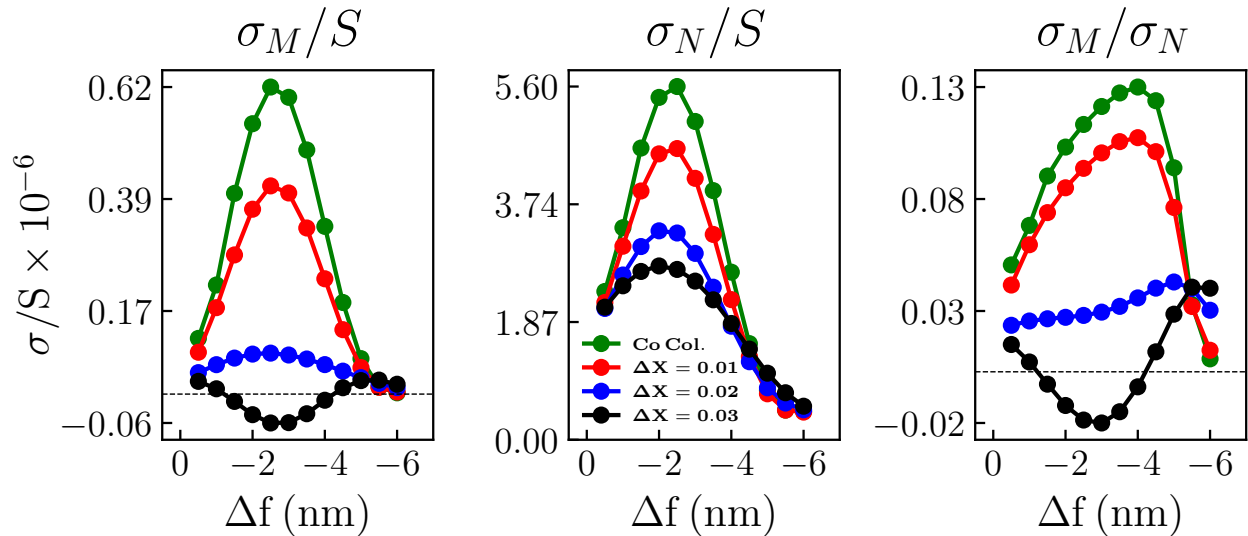 σ_M/S
σ_N/S
σ_M/σ_N
σ/S × 10⁻⁶
0.62
0.39
0.17
−0.06
0 −2 −4 −6
Δf (nm)
5.60
3.74
1.87
0.00
Co Col.
ΔX = 0.01
ΔX = 0.02
ΔX = 0.03
0 −2 −4 −6
Δf (nm)
0.13
0.08
0.03
−0.02
0 −2 −4 −6
Δf (nm)